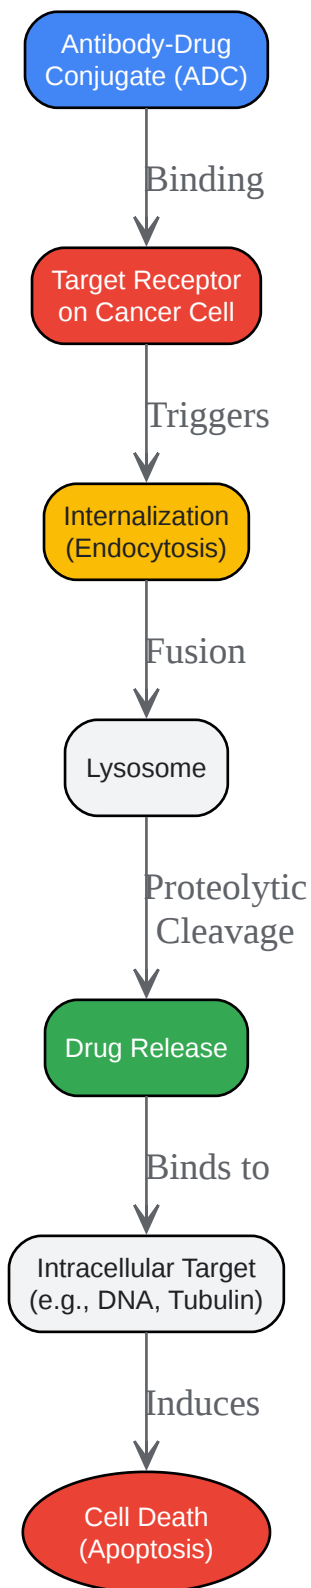 Antibody-Drug
Conjugate (ADC)
Binding
Target Receptor
on Cancer Cell
Triggers
Internalization
(Endocytosis)
Fusion
Lysosome
Proteolytic
Cleavage
Drug Release
Binds to
Intracellular Target
(e.g., DNA, Tubulin)
Induces
Cell Death
(Apoptosis)